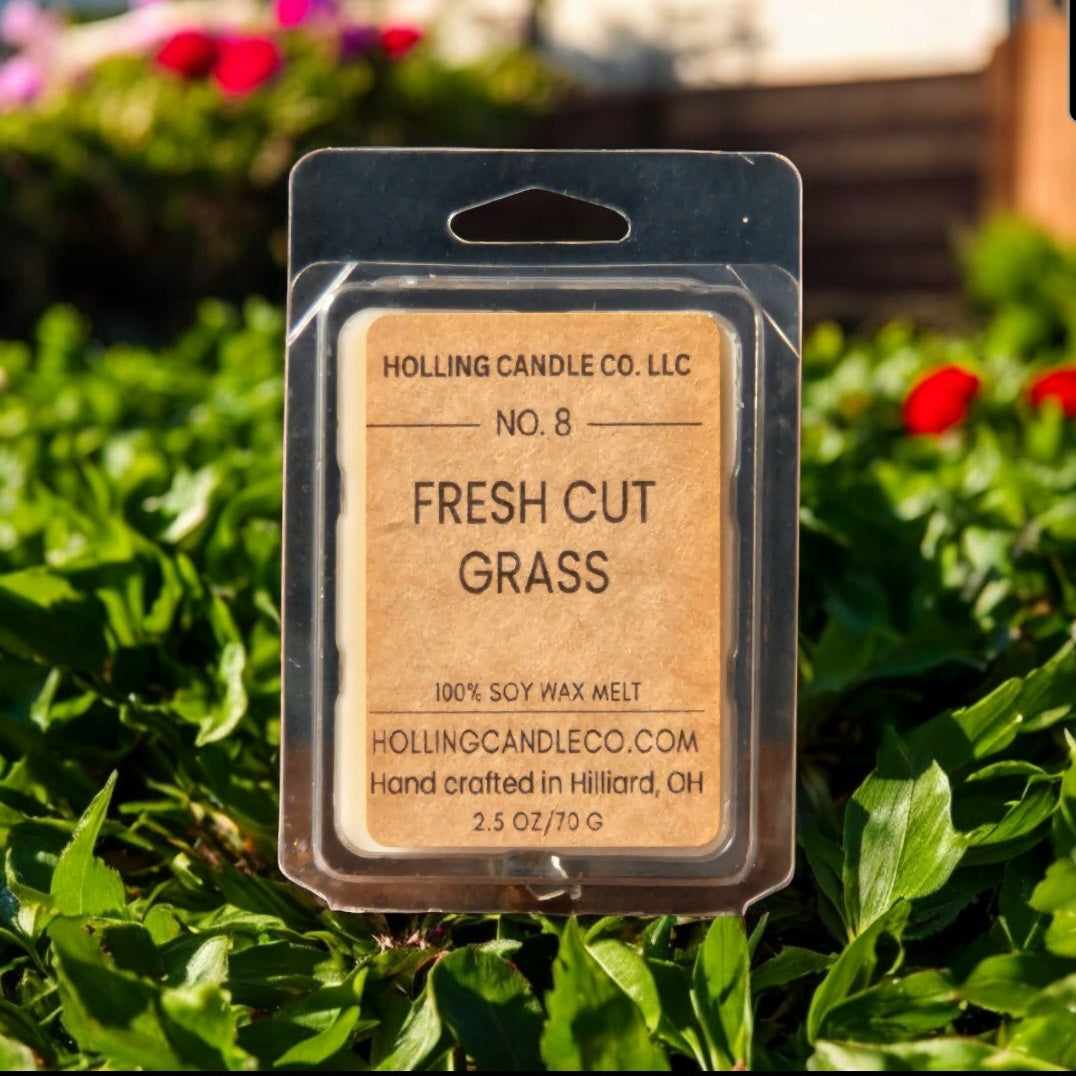 HOLLING CANDLE CO. LLC
NO. 8
FRESH CUT
GRASS
100% SOY WAX MELT
HOLLINGCANDLECO.COM
Hand crafted in Hilliard, OH
2.5 OZ/70 G